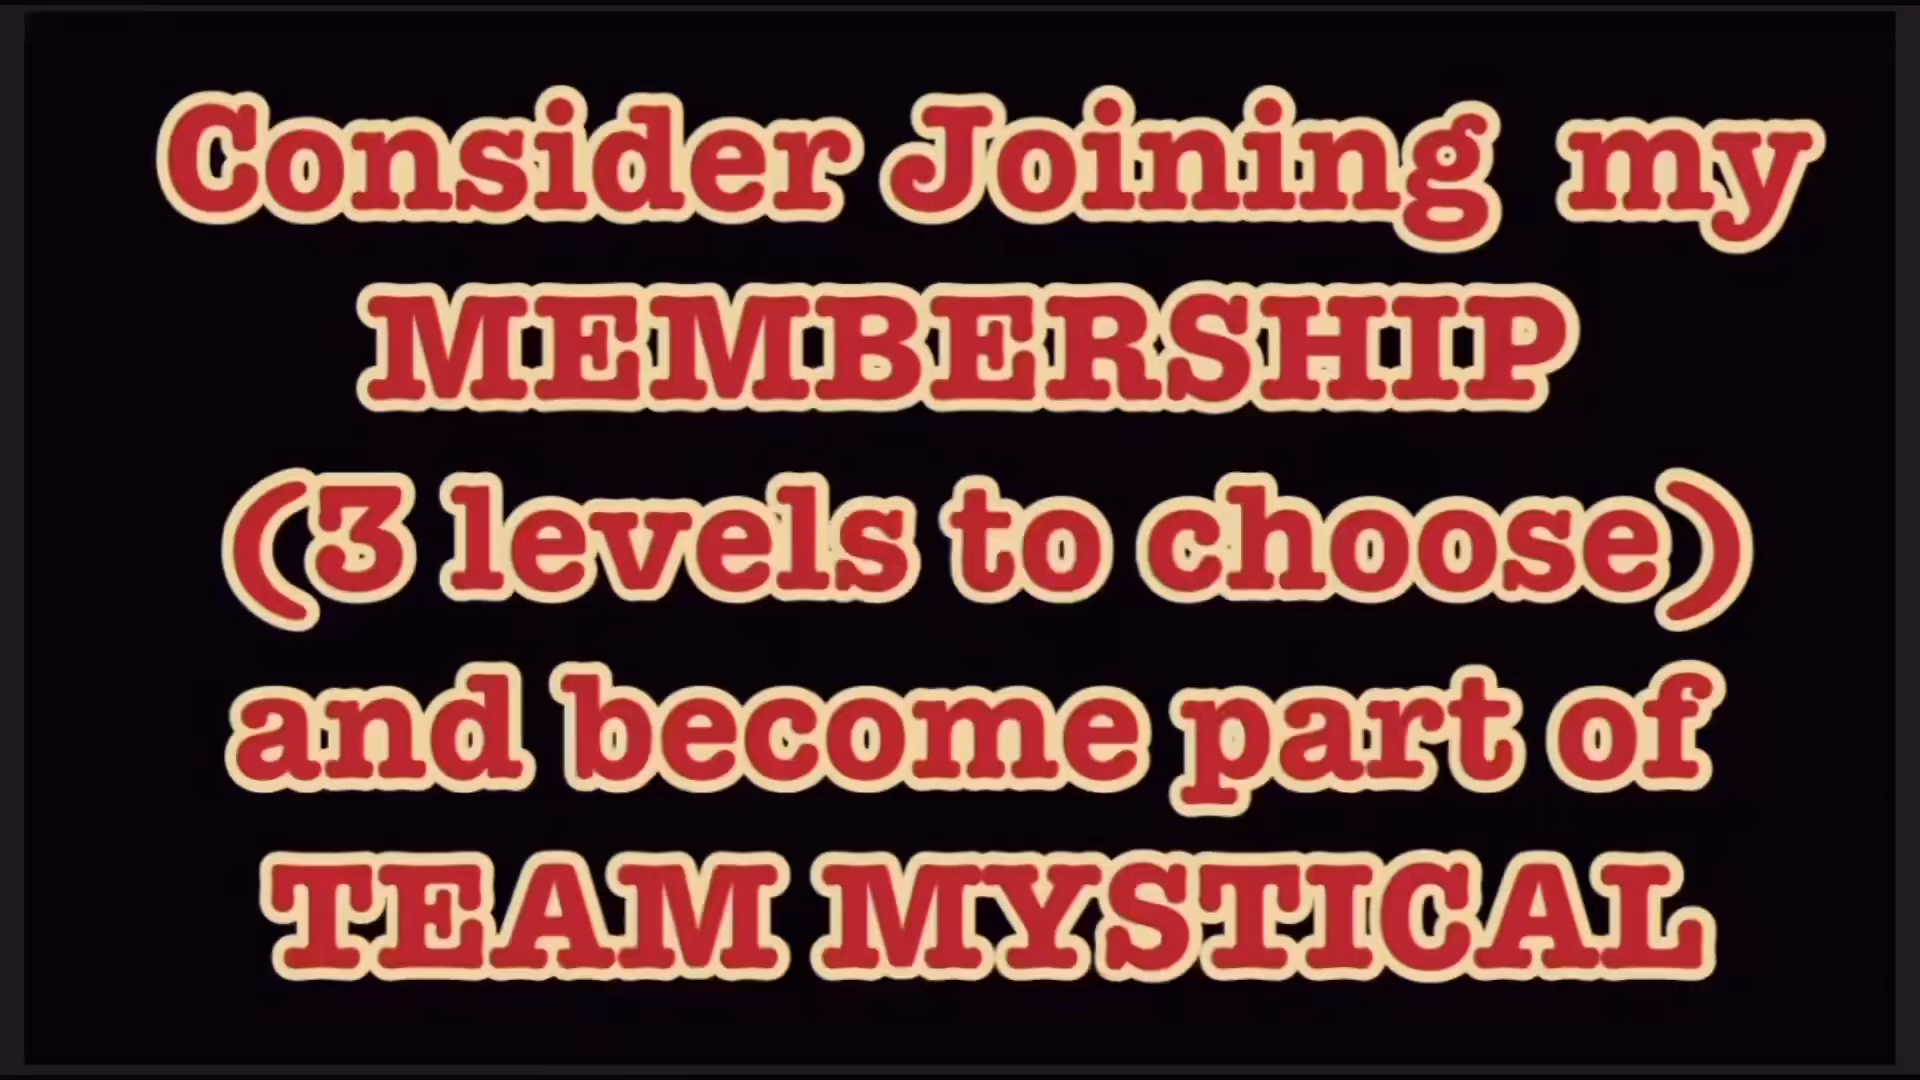 Consider Joining my
MEMBERSHIP
(3 levels to choose)
and become part of
TEAM MYSTICAL